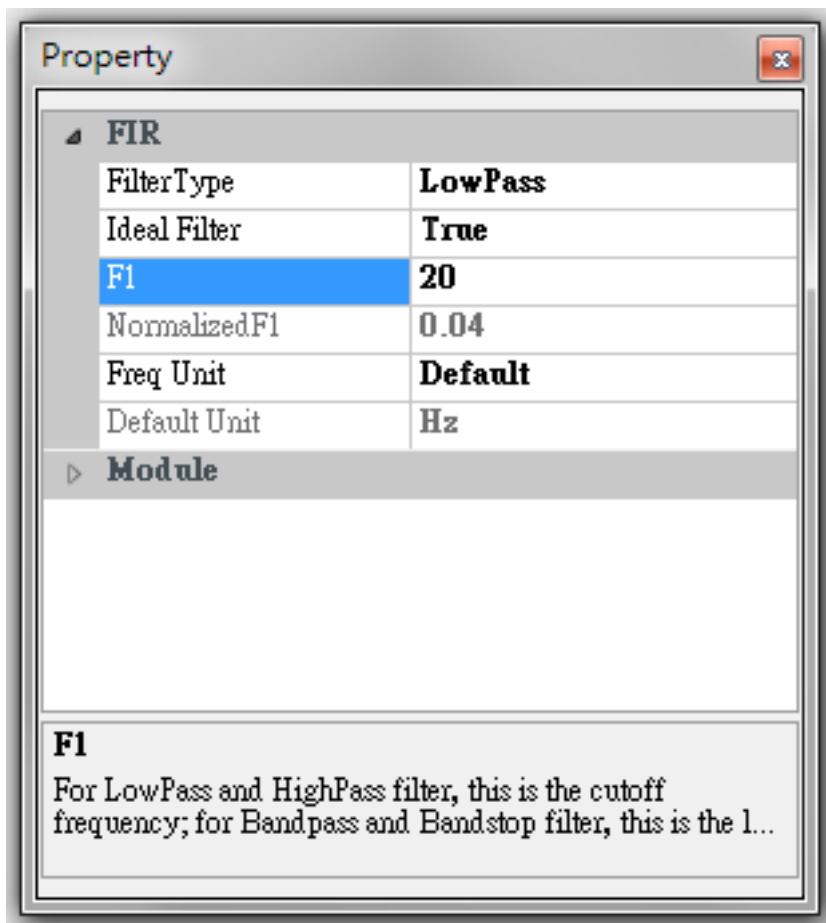 Property
FIR
FilterType LowPass
Ideal Filter True
F1 20
NormalizedF1 0.04
Freq Unit Default
Default Unit Hz
Module
F1
For LowPass and HighPass filter, this is the cutoff
frequency; for Bandpass and Bandstop filter, this is the l...